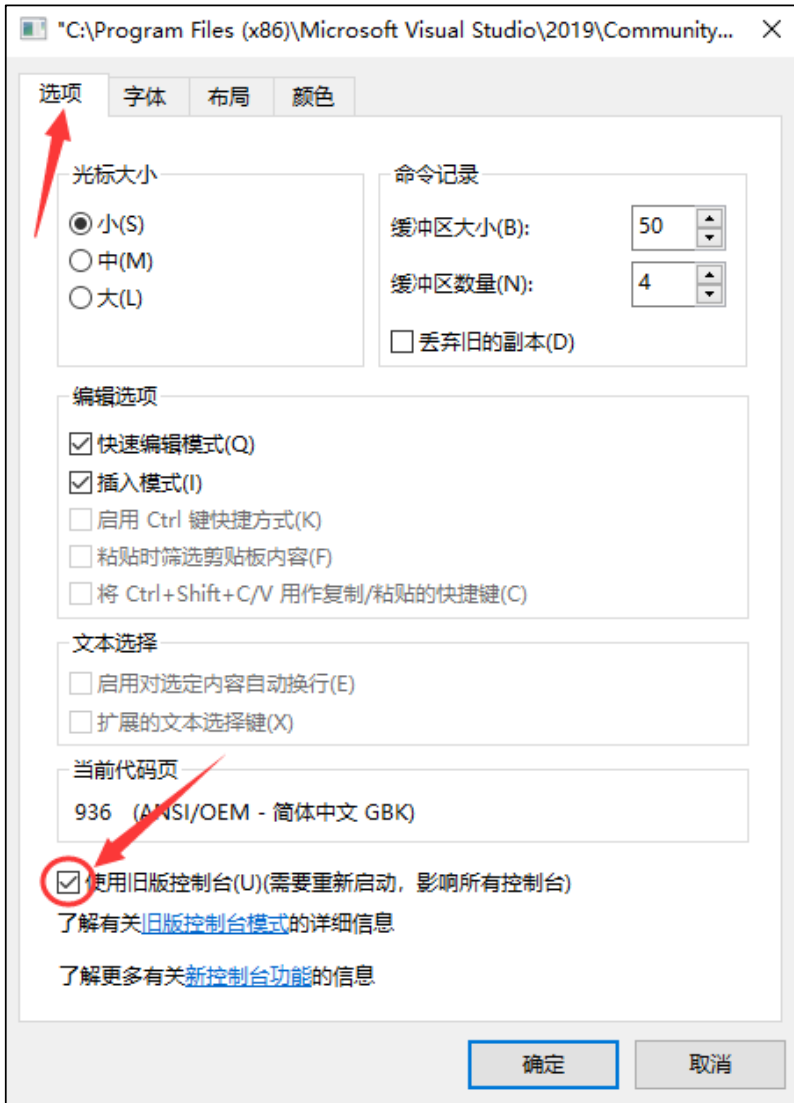 "C:\Program Files (x86)\Microsoft Visual Studio\2019\Community...
选项 字体 布局 颜色
光标大小
小(S)
中(M)
大(L)
命令记录
缓冲区大小(B): 50
缓冲区数量(N): 4
丢弃旧的副本(D)
编辑选项
快速编辑模式(Q)
插入模式(I)
启用 Ctrl 键快捷方式(K)
粘贴时筛选剪贴板内容(F)
将 Ctrl+Shift+C/V 用作复制/粘贴的快捷键(C)
文本选择
启用对选定内容自动换行(E)
扩展的文本选择键(X)
当前代码页
936 (ANSI/OEM - 简体中文 GBK)
使用旧版控制台(U)(需要重新启动，影响所有控制台)
了解有关旧版控制台模式的详细信息
了解更多有关新控制台功能的信息
确定 取消